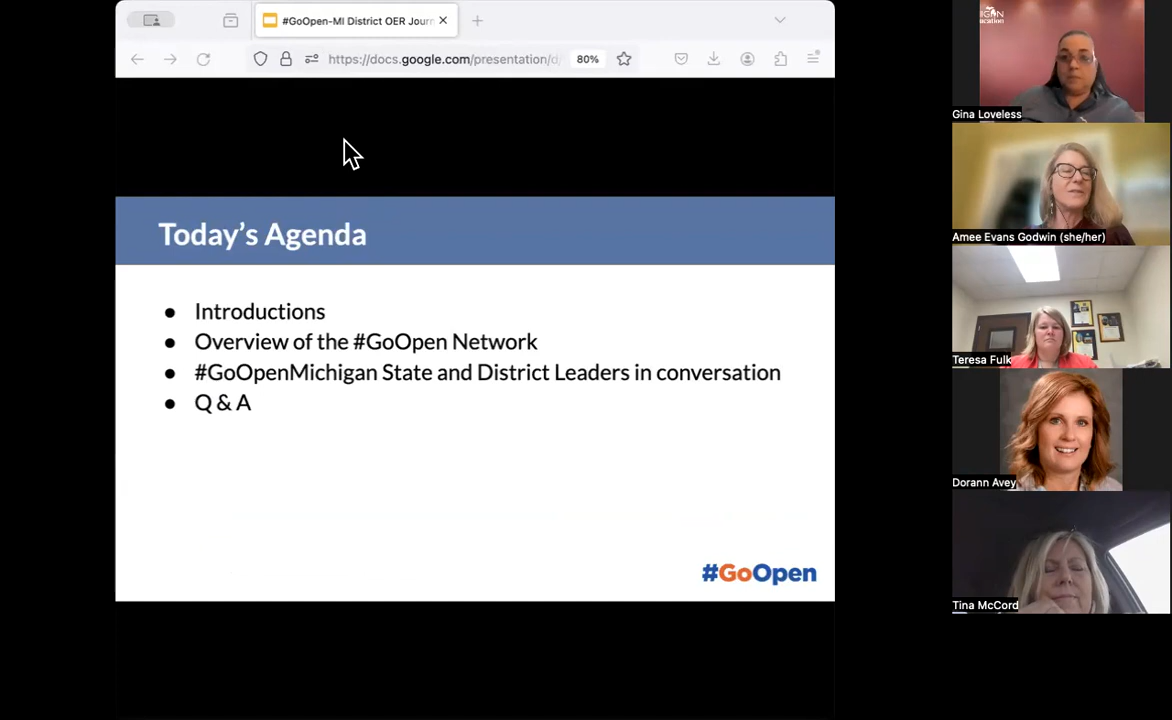 #GoOpen-MI District OER Jour
https://docs.google.com/presentation/d/
80%
Today's Agenda
● Introductions
● Overview of the #GoOpen Network
● #GoOpenMichigan State and District Leaders in conversation
● Q & A
#GoOpen
Gina Loveless
Amee Evans Godwin (she/her)
Teresa Fulk
Dorann Avey
Tina McCord